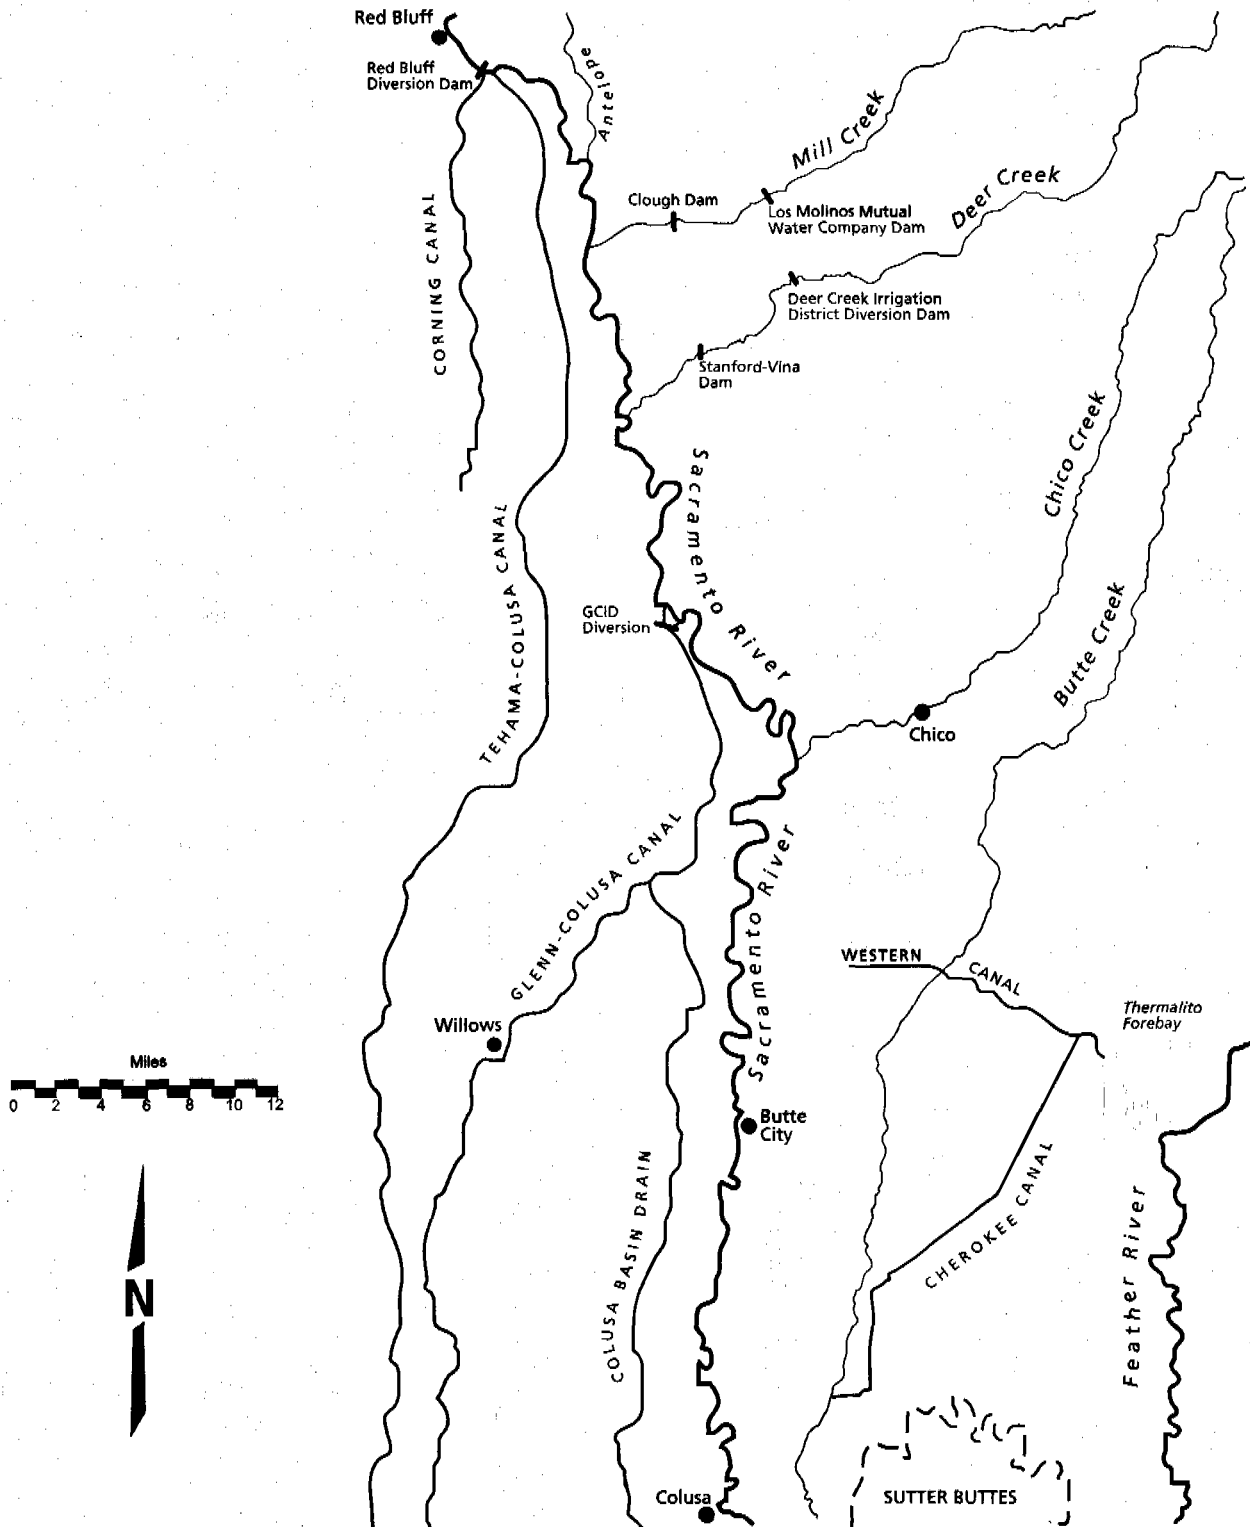 Red Bluff
Red Bluff
Diversion Dam
Antelope
Mill Creek
Deer Creek
Clough Dam
Los Molinos Mutual
Water Company Dam
CORNING CANAL
Deer Creek Irrigation
District Diversion Dam
Stanford-Vina
Dam
Chico Creek
Sacramento River
TEHAMA-COLUSA CANAL
GCID
Diversion
Butte Creek
Chico
GLENN-COLUSA CANAL
Sacramento River
WESTERN CANAL
Thermalito
Forebay
Willows
Miles
0 2 4 6 8 10 12
Butte
City
COLUSA BASIN DRAIN
CHEROKEE CANAL
Feather River
N
Colusa
SUTTER BUTTES